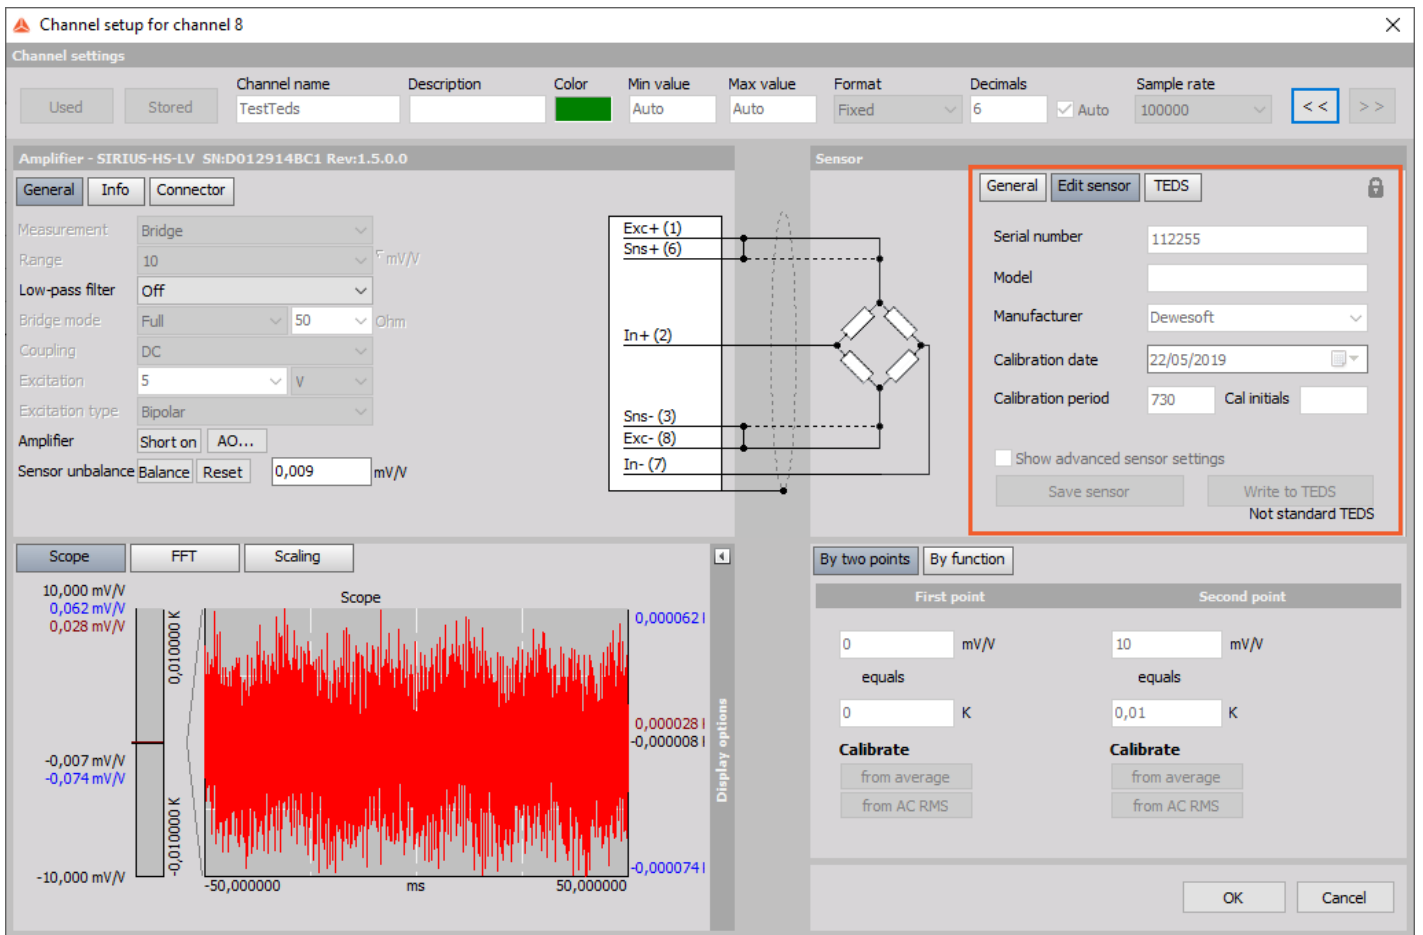 Channel setup for channel 8
Channel settings
Used
Stored
Channel name
TestTeds
Description
Color
Min value
Auto
Max value
Auto
Format
Fixed
Decimals
6
Auto
Sample rate
100000
<<
>>
Amplifier - SIRIUS-HS-LV SN:D012914BC1 Rev:1.5.0.0
General Info Connector
Measurement Bridge
Range 10 mV/V
Low-pass filter Off
Bridge mode Full 50 Ohm
Coupling DC
Excitation 5 V
Excitation type Bipolar
Amplifier Short on AO...
Sensor unbalance Balance Reset 0,009 mV/V
Exc+ (1)
Sns+ (6)
In+ (2)
Sns- (3)
Exc- (8)
In- (7)
Sensor
General Edit sensor TEDS
Serial number 112255
Model
Manufacturer Dewesoft
Calibration date 22/05/2019
Calibration period 730 Cal initials
Show advanced sensor settings
Save sensor Write to TEDS
Not standard TEDS
Scope FFT Scaling
Scope
10,000 mV/V
0,062 mV/V
0,028 mV/V
-0,007 mV/V
-0,074 mV/V
-10,000 mV/V
0,010000 K
-0,010000 K
0,000062
0,000028
-0,000008
-0,000074
-50,000000 ms 50,000000
Display options
By two points By function
First point Second point
0 mV/V 10 mV/V
equals equals
0 K 0,01 K
Calibrate Calibrate
from average from average
from AC RMS from AC RMS
OK Cancel